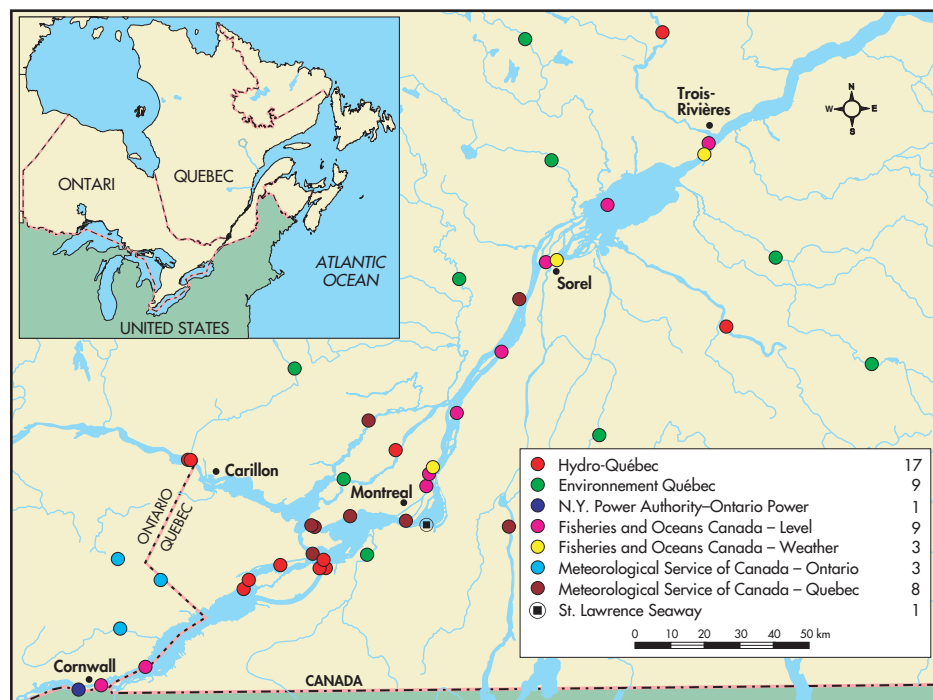 ONTARI
QUEBEC
ATLANTIC
OCEAN
UNITED STATES
Trois-
Rivières
N
W E
S
Sorel
Carillon
Montreal
ONTARIO
QUEBEC
Cornwall
CANADA
Hydro-Québec 17
Environnement Québec 9
N.Y. Power Authority–Ontario Power 1
Fisheries and Oceans Canada – Level 9
Fisheries and Oceans Canada – Weather 3
Meteorological Service of Canada – Ontario 3
Meteorological Service of Canada – Quebec 8
St. Lawrence Seaway 1
0 10 20 30 40 50 km